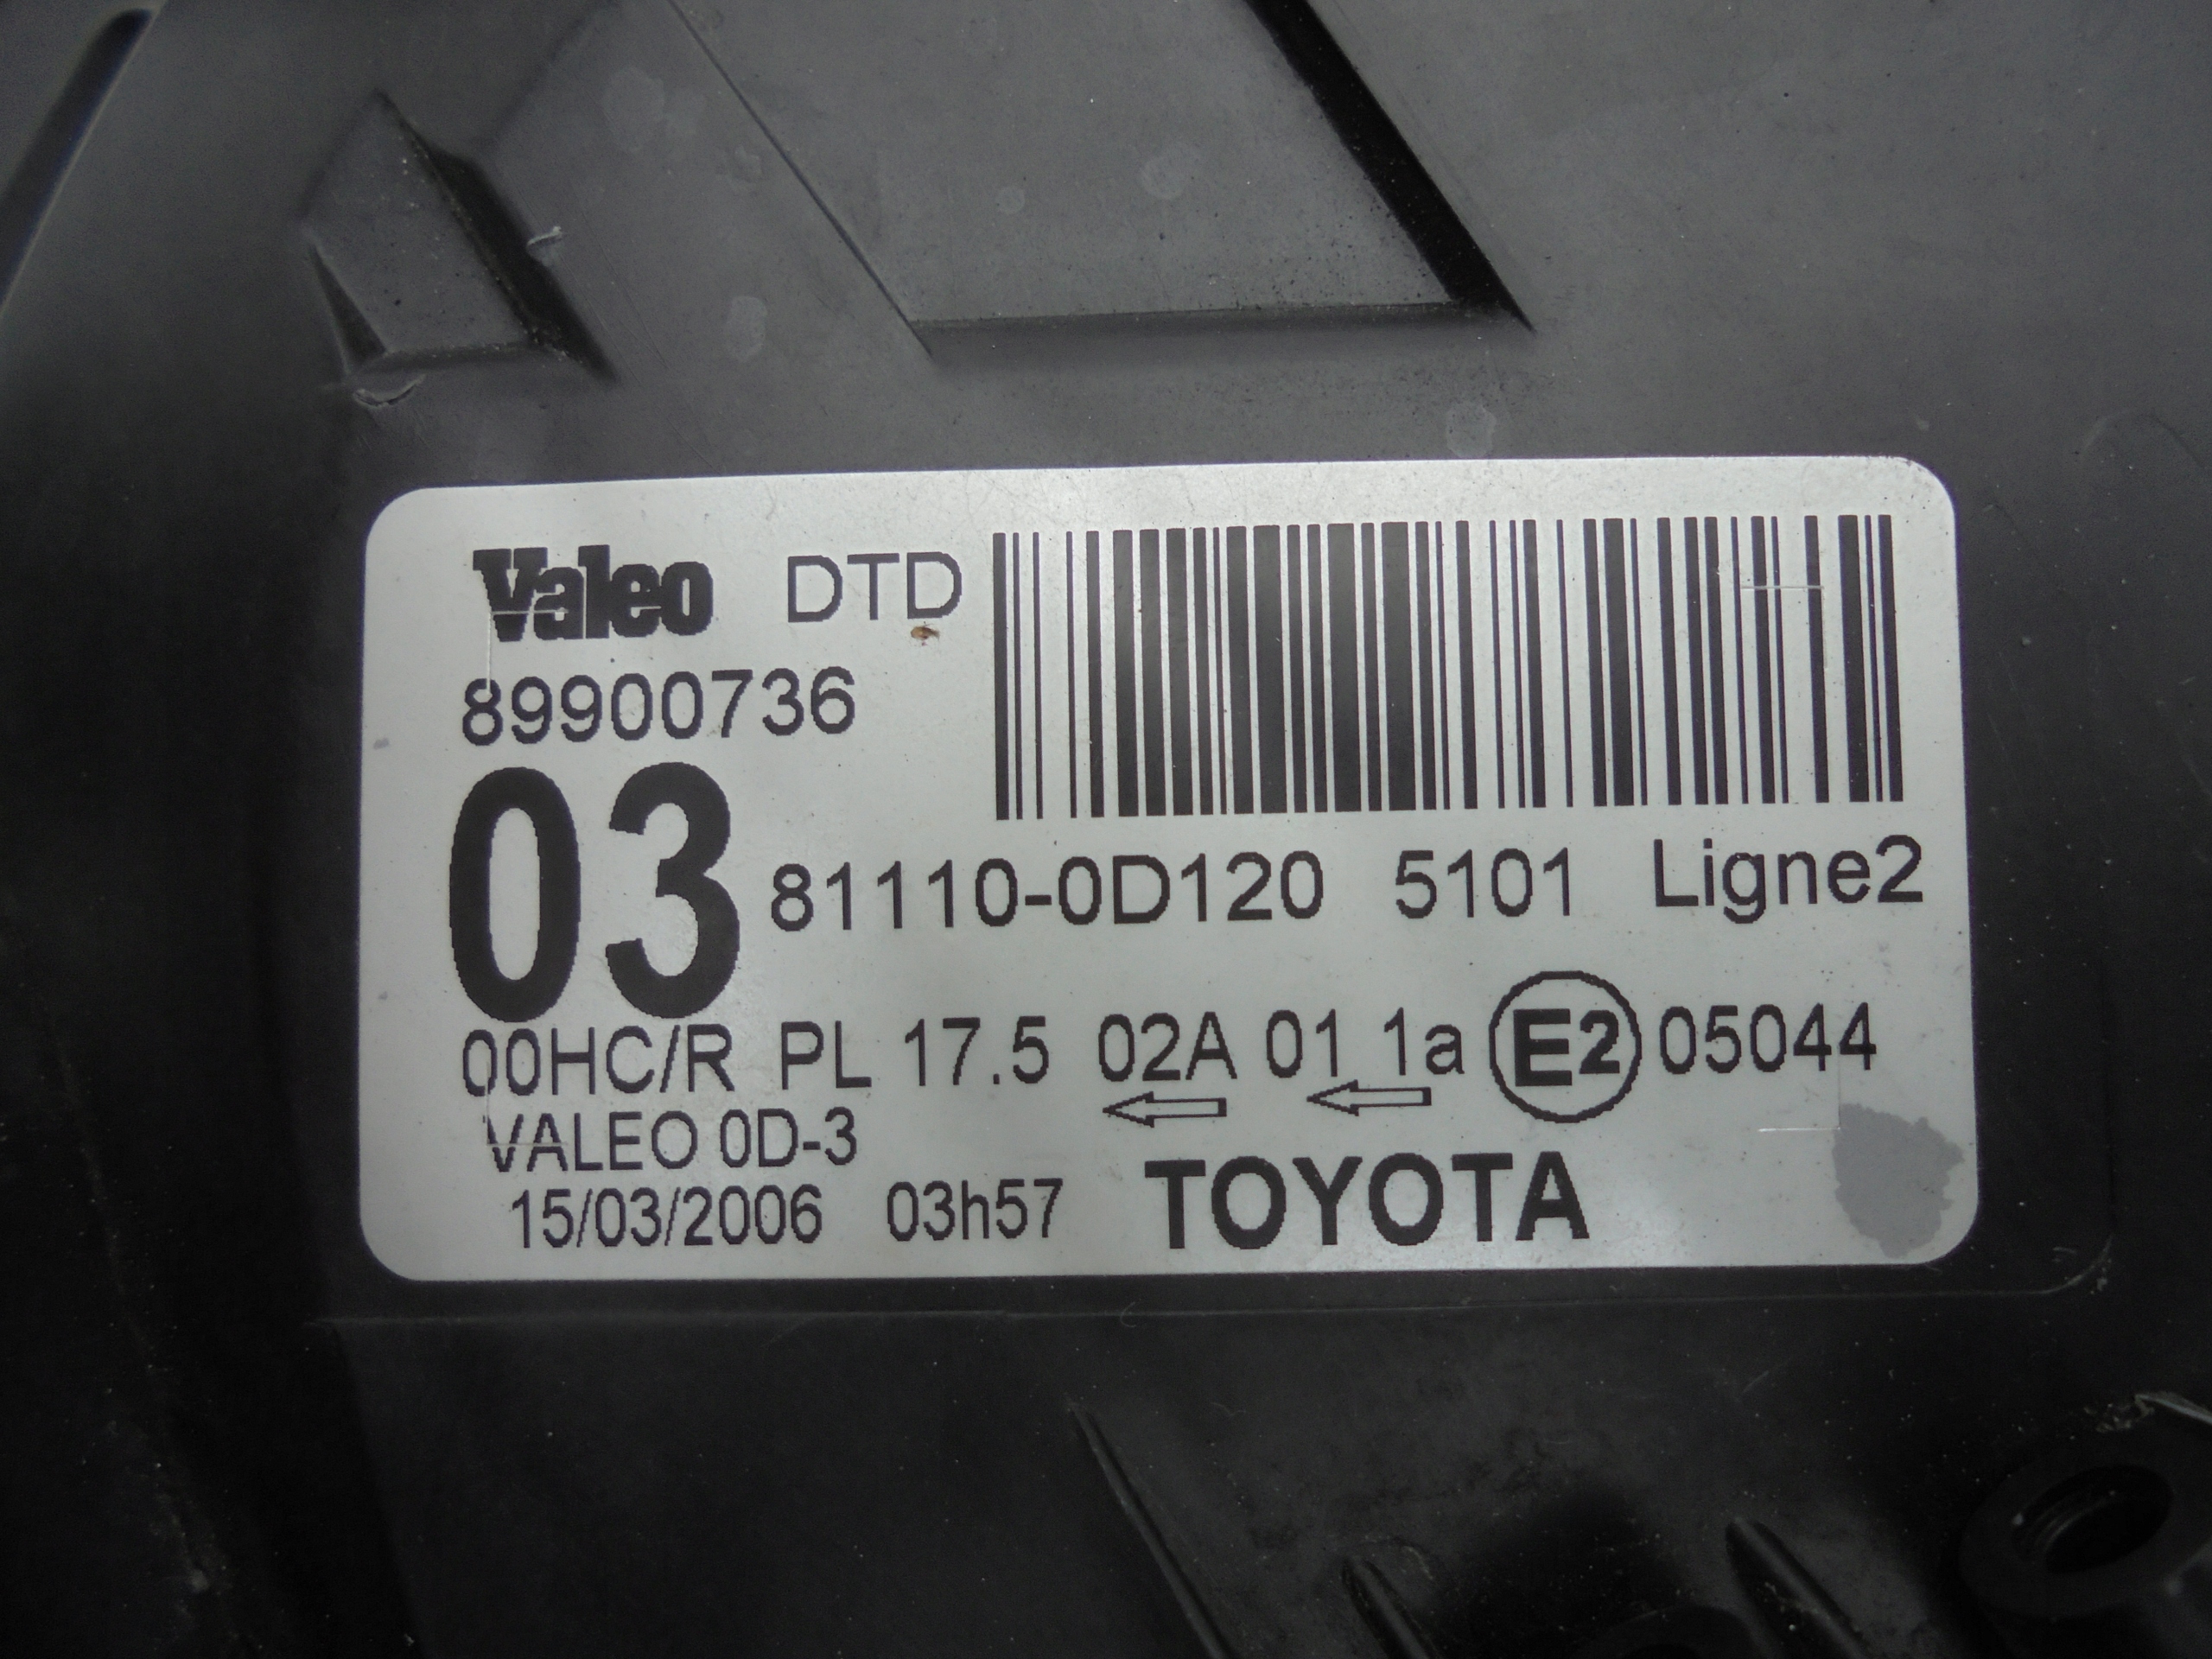 Valeo DTD
89900736
03 81110-0D120 5101 Ligne2
00HC/R PL 17.5 02A 01 1a E2 05044
VALEO 0D-3
15/03/2006 03h57 TOYOTA